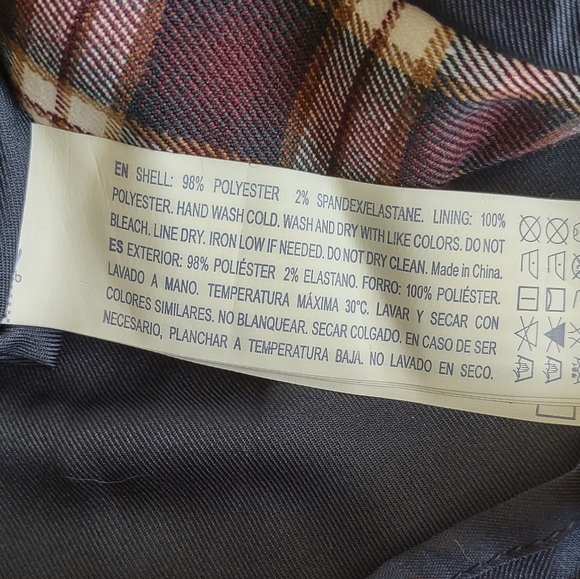 EN SHELL: 98% POLYESTER 2% SPANDEX/ELASTANE. LINING: 100%
POLYESTER. HAND WASH COLD. WASH AND DRY WITH LIKE COLORS. DO NOT
BLEACH. LINE DRY. IRON LOW IF NEEDED. DO NOT DRY CLEAN. Made in China.
ES EXTERIOR: 98% POLIÉSTER 2% ELASTANO. FORRO: 100% POLIÉSTER.
LAVADO A MANO. TEMPERATURA MÁXIMA 30°C. LAVAR Y SECAR CON
COLORES SIMILARES. NO BLANQUEAR. SECAR COLGADO. EN CASO DE SER
NECESARIO, PLANCHAR A TEMPERATURA BAJA. NO LAVADO EN SECO.